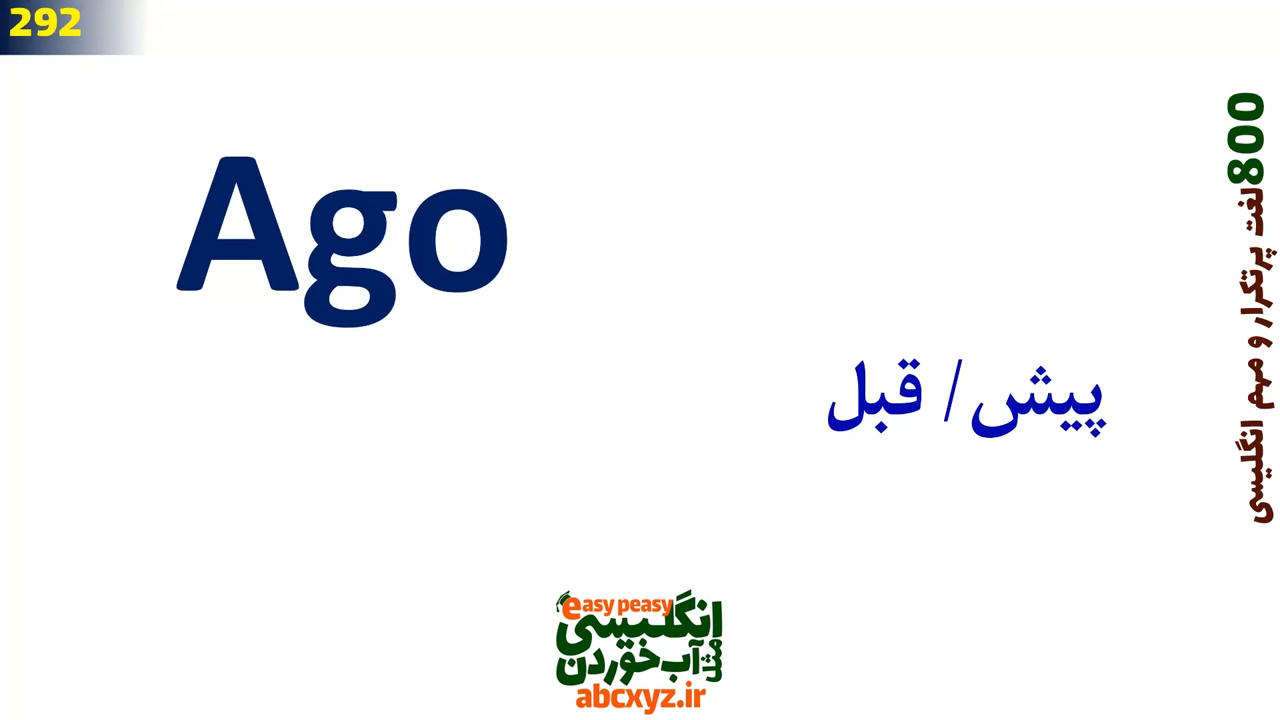 292
Ago
پیش / قبل
800 لغت پرتکرار و مهم انگلیسی
easy peasy
انگلیسی
مثل آب خوردن
abcxyz.ir